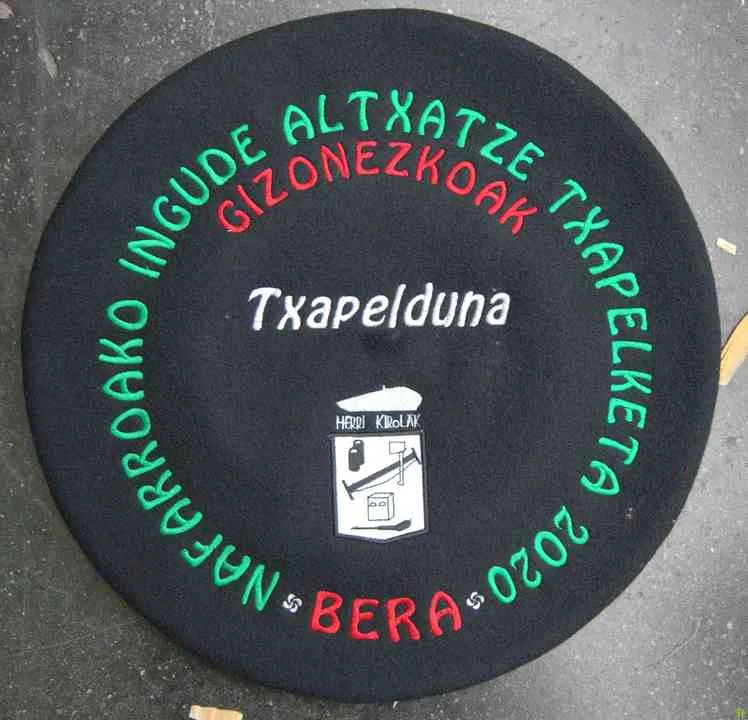 NAFARROAKO INGUDE ALTXATZE TXAPELKETA 2020
GIZONEZKOAK
Txapelduna
HERRI KIROLAK
BERA